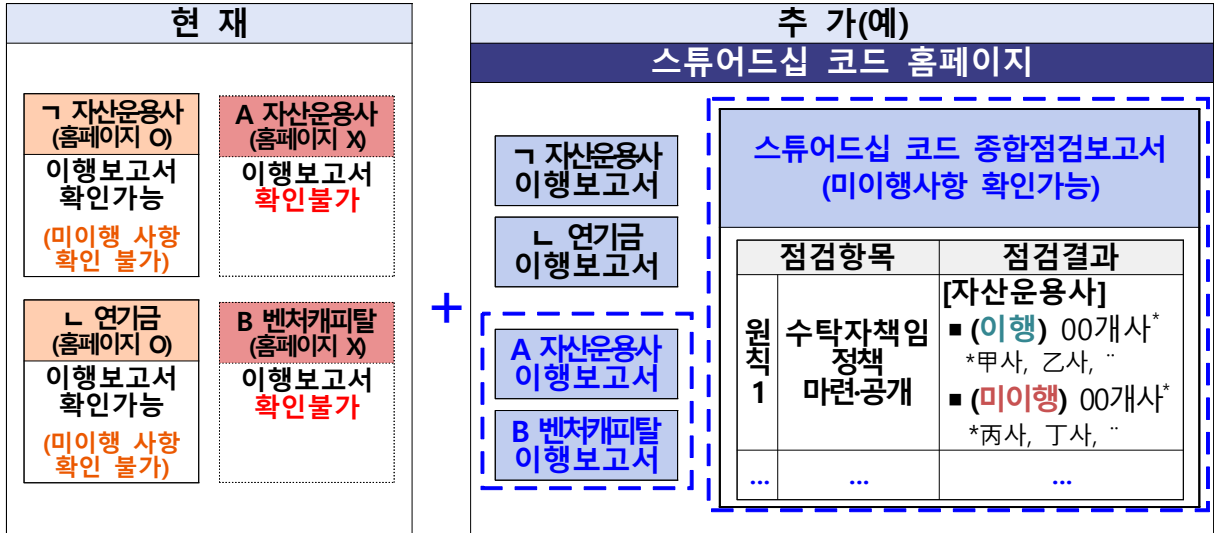 현 재
ㄱ 자산운용사
(홈페이지 O)
이행보고서
확인가능
(미이행 사항
확인 불가)
A 자산운용사
(홈페이지 X)
이행보고서
확인불가
ㄴ 연기금
(홈페이지 O)
이행보고서
확인가능
(미이행 사항
확인 불가)
B 벤처캐피탈
(홈페이지 X)
이행보고서
확인불가
+
추 가(예)
스튜어드십 코드 홈페이지
ㄱ 자산운용사
이행보고서
ㄴ 연기금
이행보고서
A 자산운용사
이행보고서
B 벤처캐피탈
이행보고서
스튜어드십 코드 종합점검보고서
(미이행사항 확인가능)
점검항목 점검결과
원칙1
수탁자책임
정책
마련·공개
[자산운용사]
▪ (이행) 00개사*
*甲사, 乙사, ¨
▪ (미이행) 00개사*
*丙사, 丁사, ¨
... ... ...